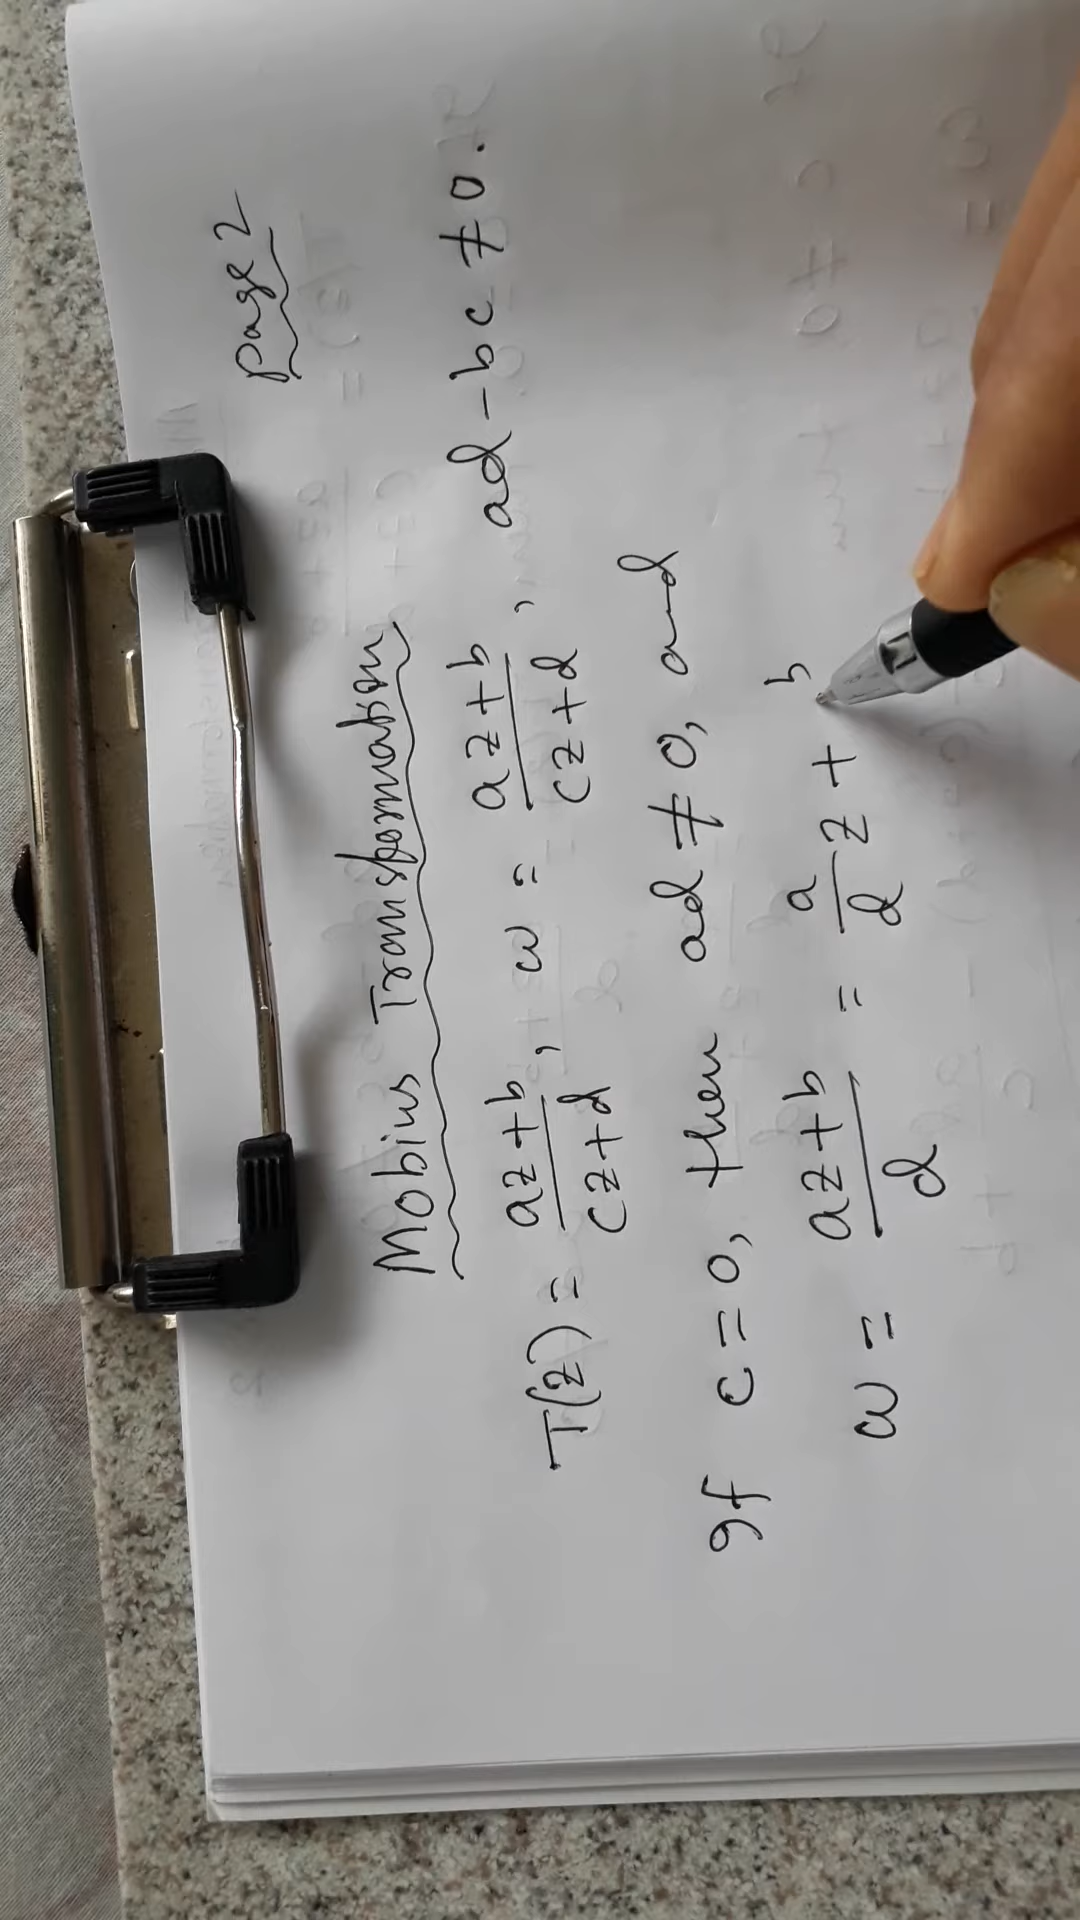 Page 2
Mobius Transformation
T(z) = az+b / cz+d, w = az+b / cz+d, ad-bc ≠ 0.
If c=0, then ad ≠ 0, and
w = az+b / d = a/d z + b